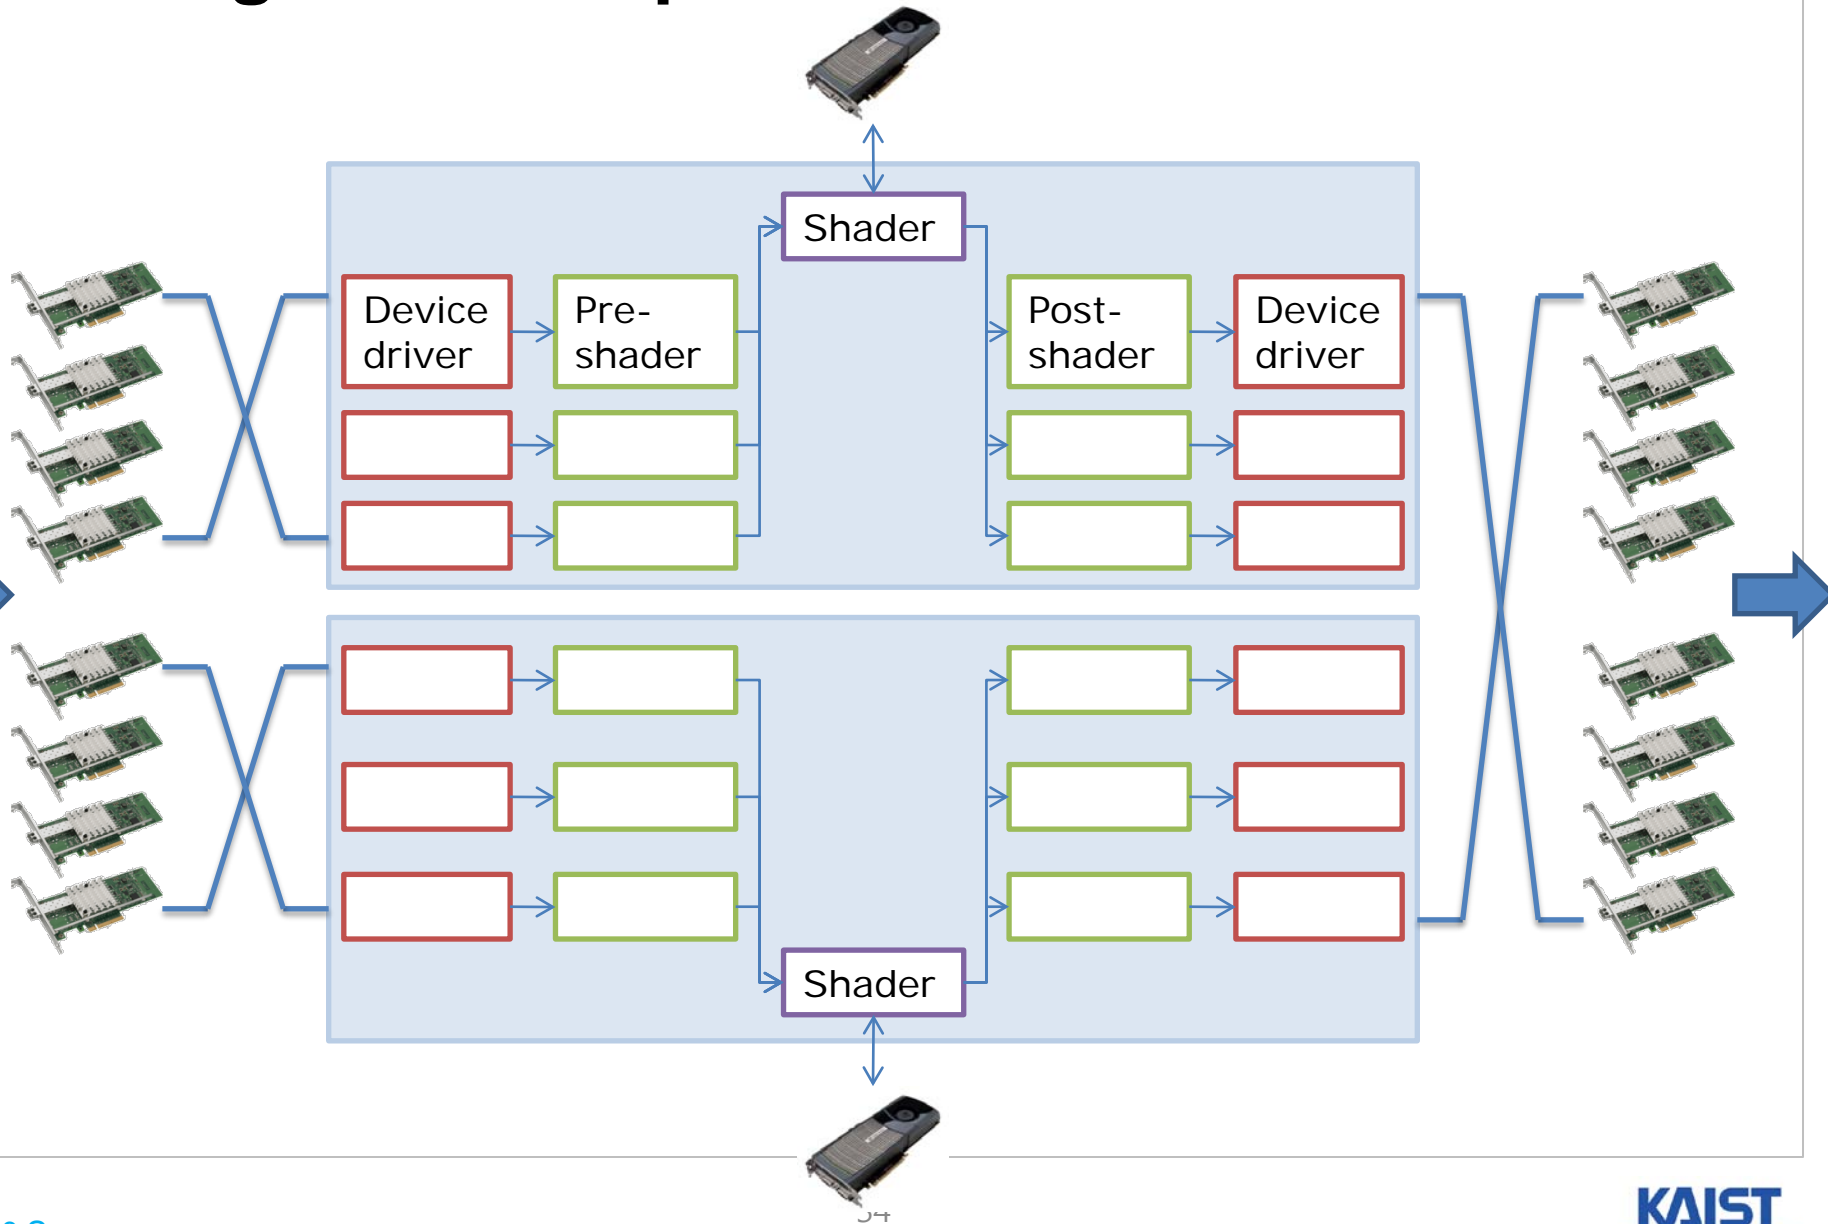 Shader
Device
driver
Pre-
shader
Post-
shader
Device
driver
Shader
KAIST